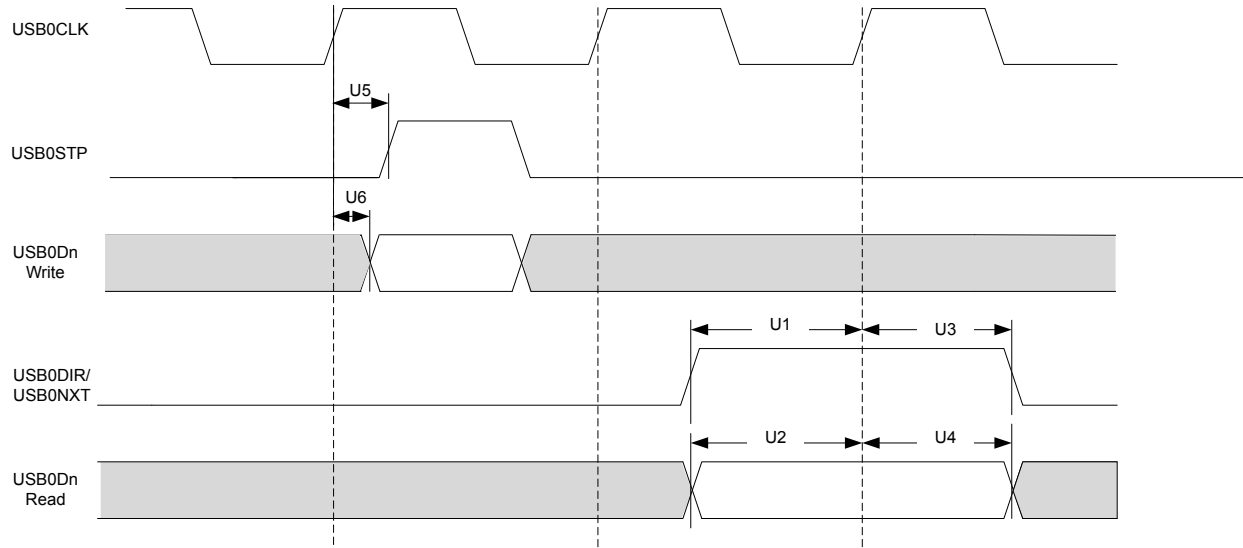 USB0CLK
U5
USB0STP
U6
USB0Dn
Write
U1
U3
USB0DIR/
USB0NXT
U2
U4
USB0Dn
Read